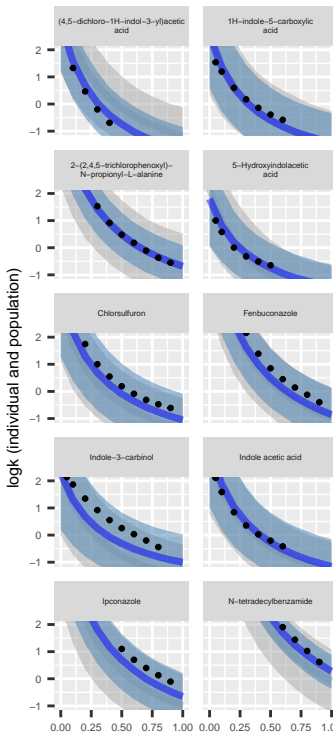 (4,5−dichloro−1H−indol−3−yl)acetic
acid
1H−indole−5−carboxylic
acid
2
1
0
−1
2−(2,4,5−trichlorophenoxyl)−
N−propionyl−L−alanine
5−Hydroxyindolacetic
acid
2
1
0
−1
logk (individual and population)
Chlorsulfuron
Fenbuconazole
2
1
0
−1
Indole−3−carbinol
Indole acetic acid
2
1
0
−1
Ipconazole
N−tetradecylbenzamide
2
1
0
−1
0.00 0.25 0.50 0.75 1.00 0.00 0.25 0.50 0.75 1.0